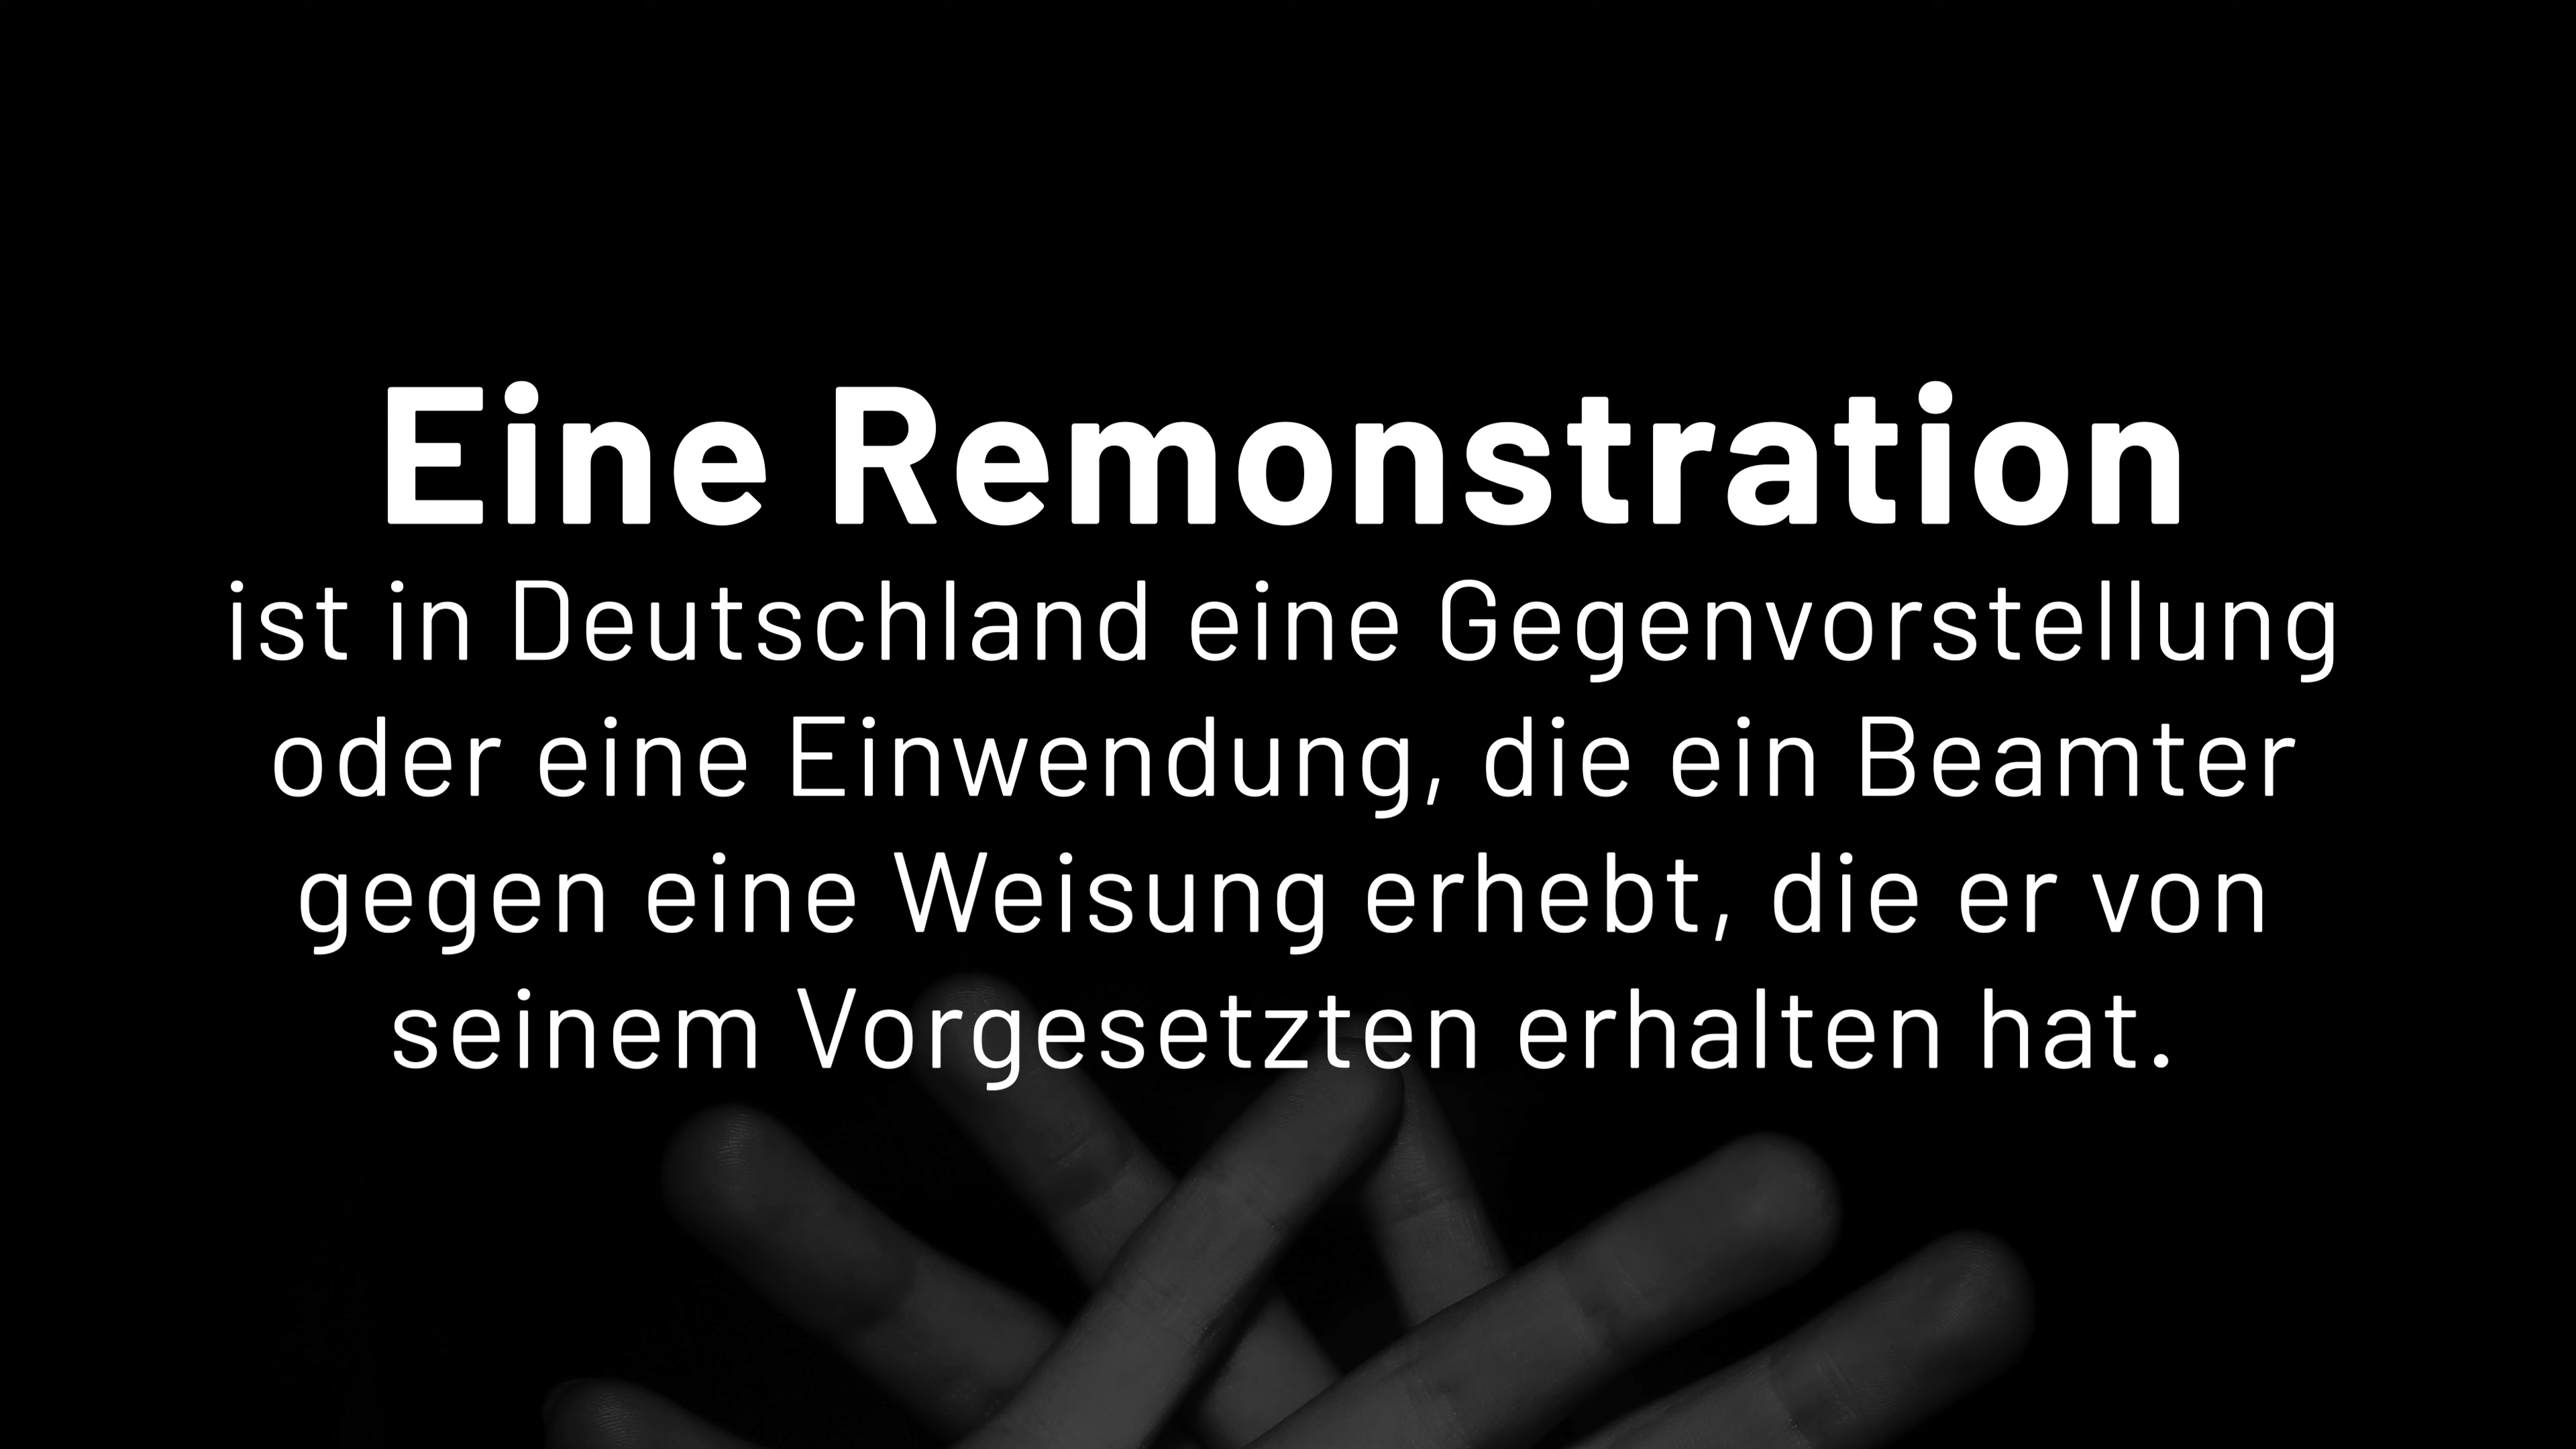 Eine Remonstration
ist in Deutschland eine Gegenvorstellung
oder eine Einwendung, die ein Beamter
gegen eine Weisung erhebt, die er von
seinem Vorgesetzten erhalten hat.